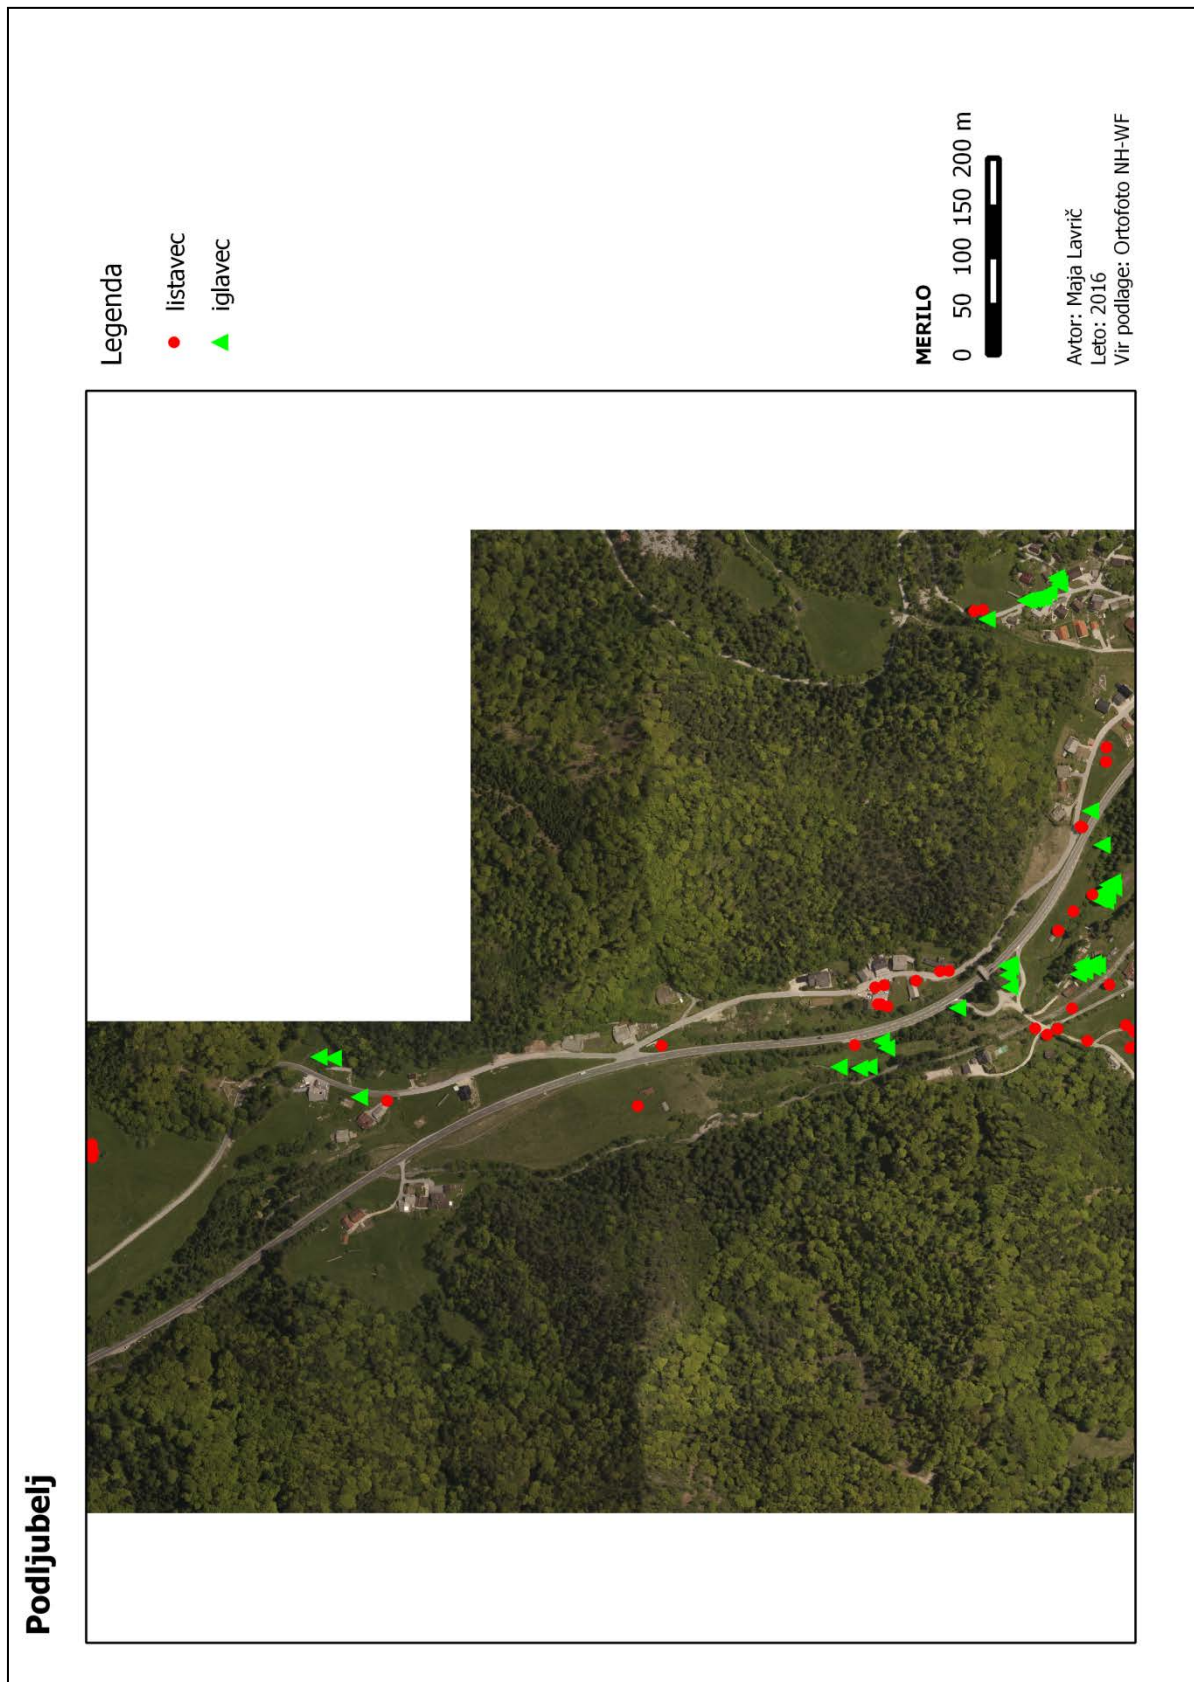 Podljubelj
Legenda
listavec
iglavec
MERILO
0 50 100 150 200 m
Avtor: Maja Lavrič
Leto: 2016
Vir podlage: Ortofoto NH-WF